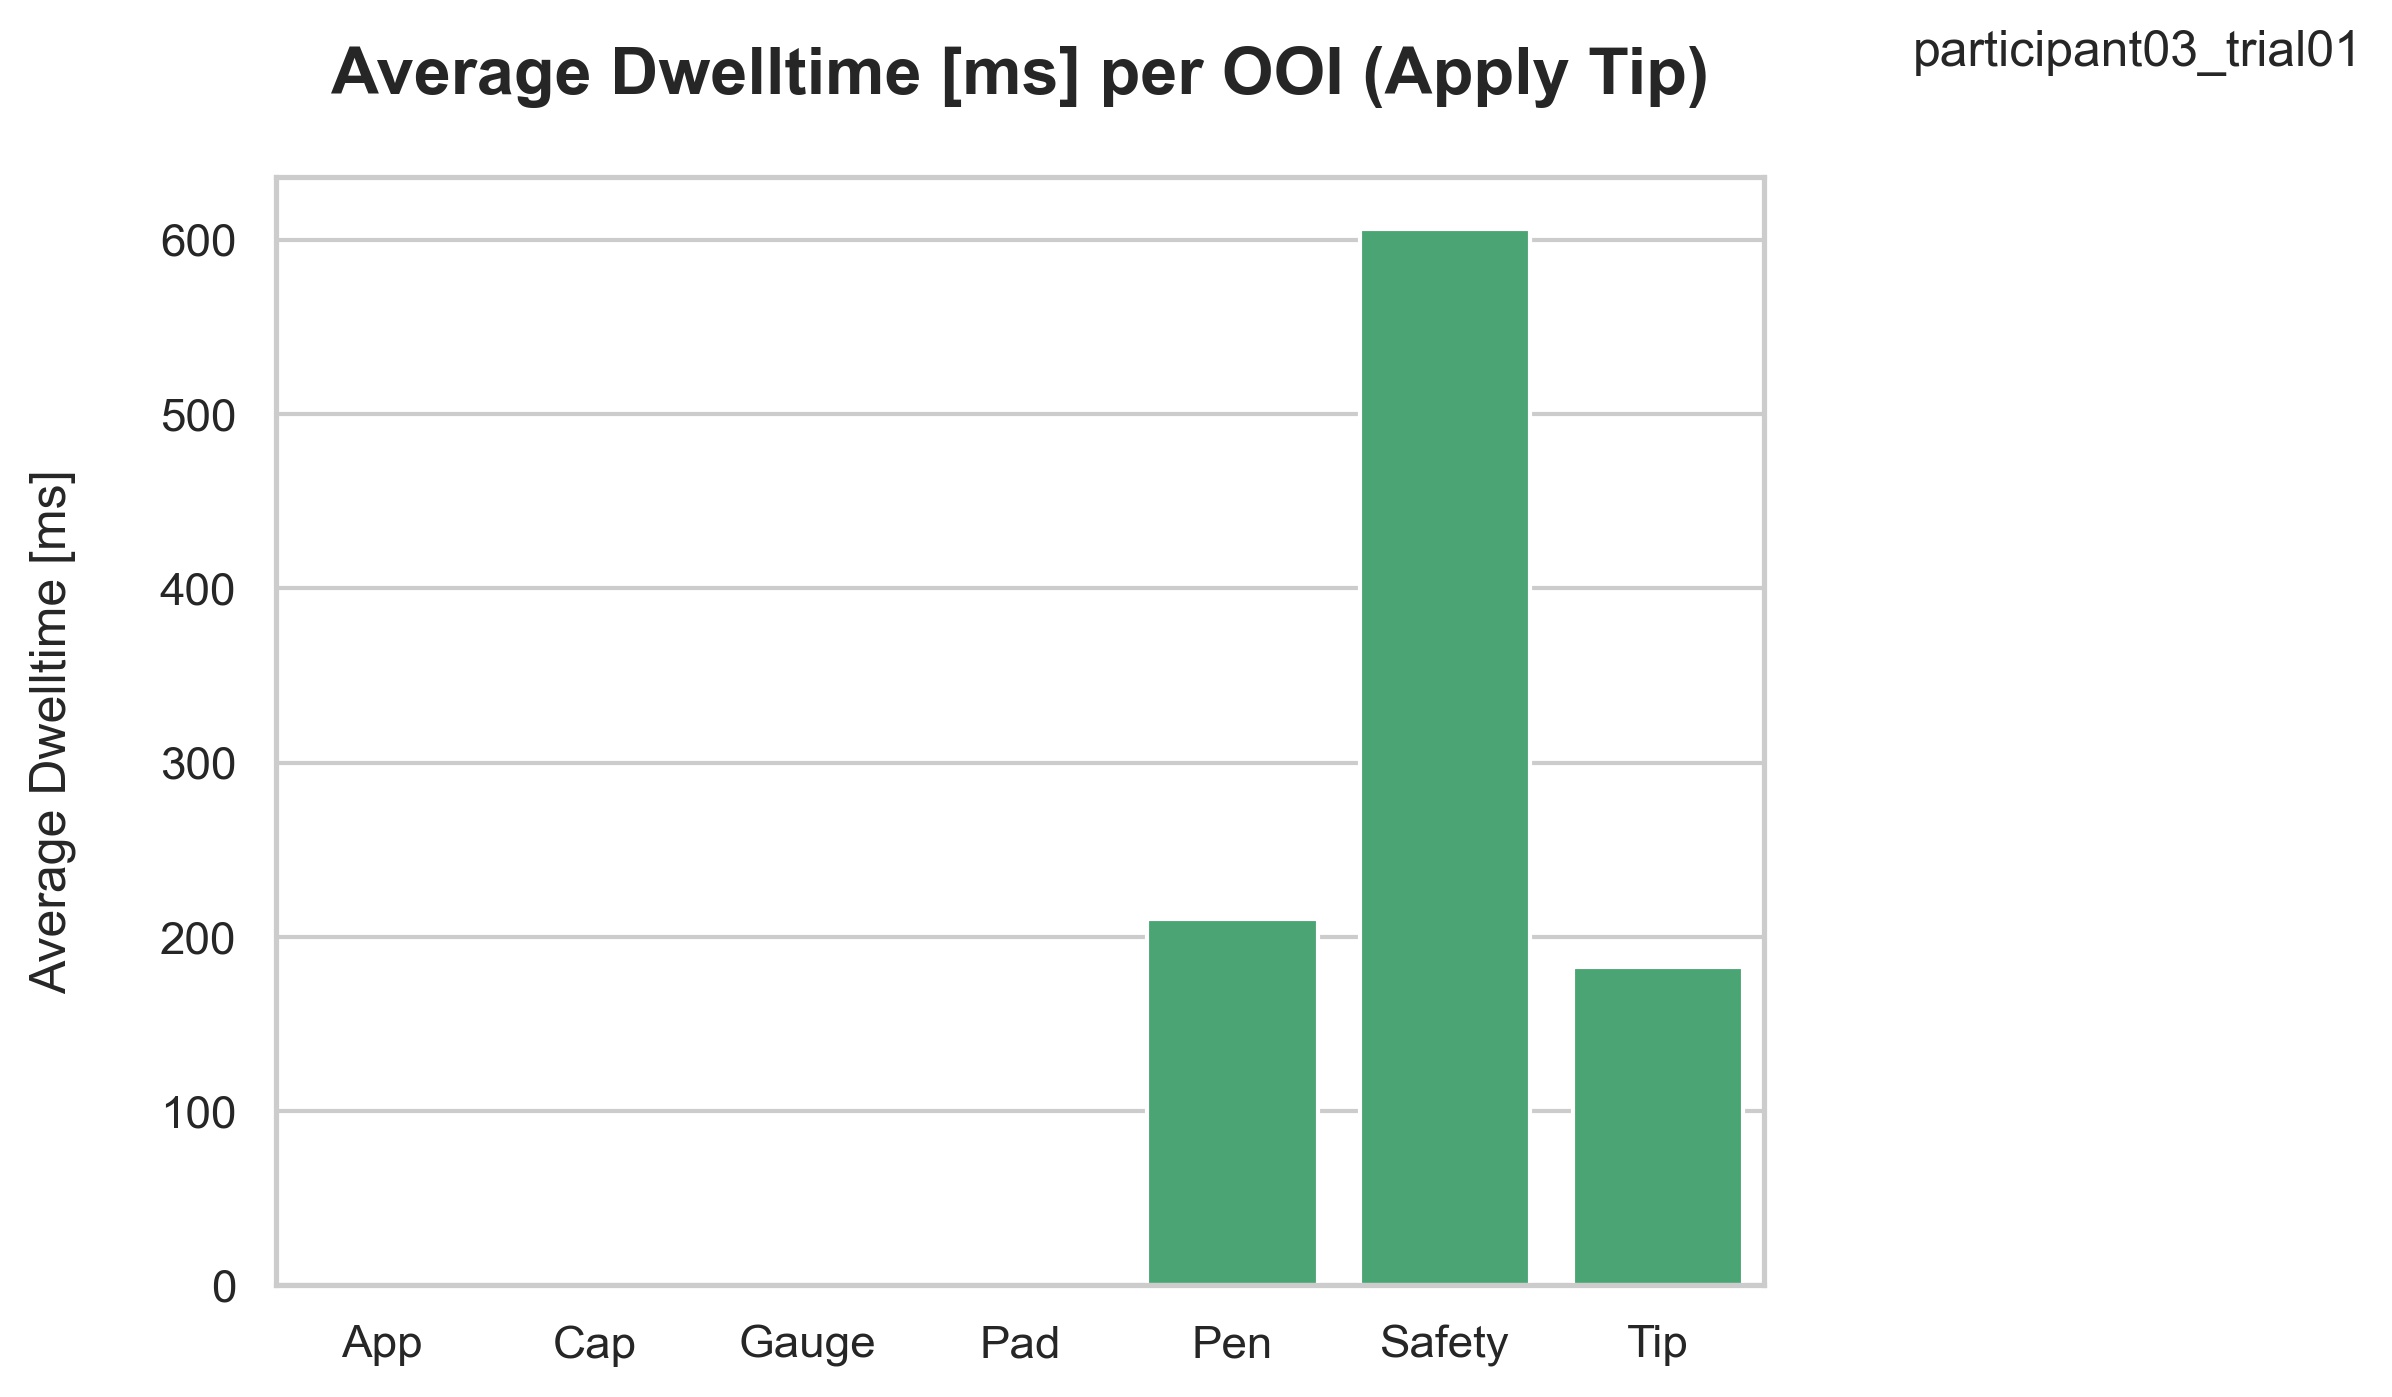 participant03_trial01
Average Dwelltime [ms] per OOI (Apply Tip)
Average Dwelltime [ms]
600
500
400
300
200
100
0
App Cap Gauge Pad Pen Safety Tip